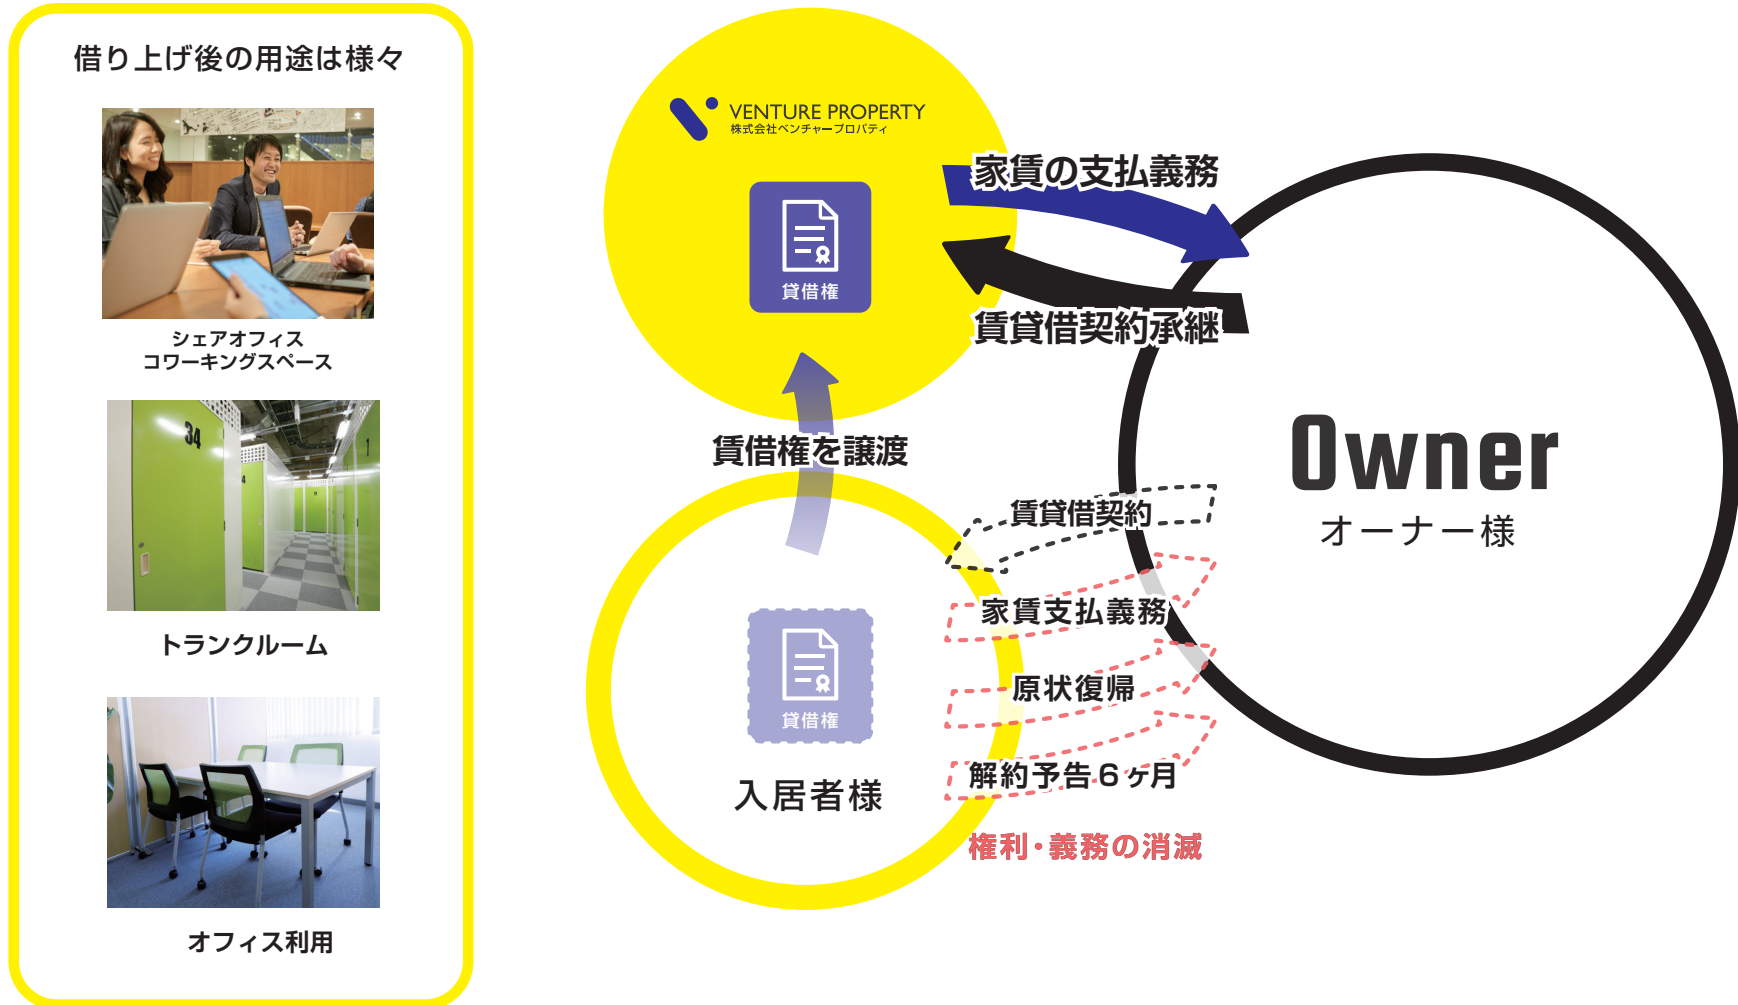 借り上げ後の用途は様々
シェアオフィス
コワーキングスペース
34
4
1
トランクルーム
オフィス利用
VENTURE PROPERTY
株式会社ベンチャープロパティ
貸借権
家賃の支払義務
賃貸借契約承継
賃借権を譲渡
貸借権
入居者様
賃貸借契約
家賃支払義務
原状復帰
解約予告6ヶ月
権利・義務の消滅
Owner
オーナー様